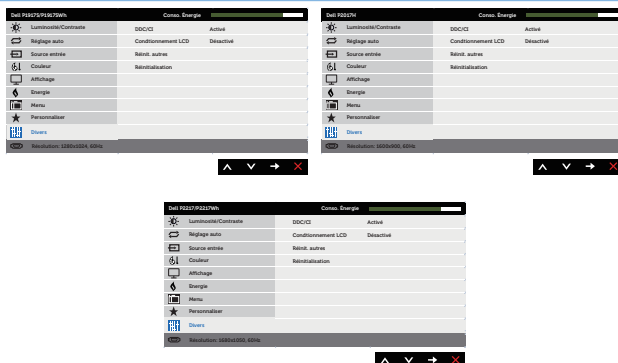 Dell P1917S/P1917SWh Conso. Énergie
Luminosité/Contraste DDC/CI Activé
Réglage auto Conditionnement LCD Désactivé
Source entrée Réinit. autres
Couleur Réinitialisation
Affichage
Energie
Menu
Personnaliser
Divers
Résolution: 1280x1024, 60Hz
Dell P2017H Conso. Énergie
Luminosité/Contraste DDC/CI Activé
Réglage auto Conditionnement LCD Désactivé
Source entrée Réinit. autres
Couleur Réinitialisation
Affichage
Energie
Menu
Personnaliser
Divers
Résolution: 1600x900, 60Hz
Dell P2217/P2217Wh Conso. Énergie
Luminosité/Contraste DDC/CI Activé
Réglage auto Conditionnement LCD Désactivé
Source entrée Réinit. autres
Couleur Réinitialisation
Affichage
Energie
Menu
Personnaliser
Divers
Résolution: 1680x1050, 60Hz